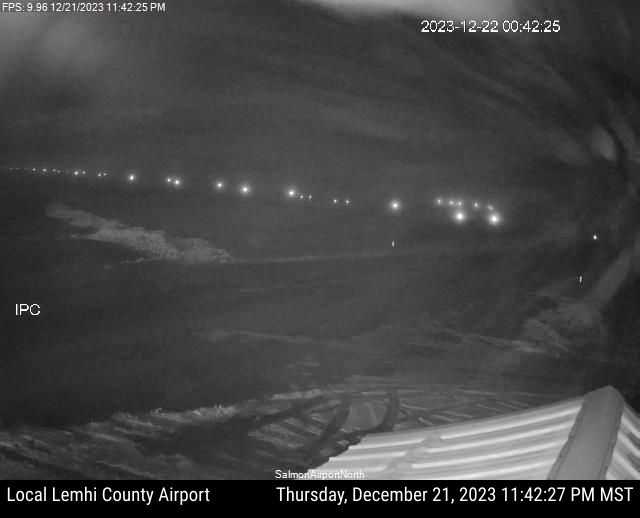 FPS: 9.96 12/21/2023 11:42:25 PM
2023-12-22 00:42:25
IPC
SalmonAirportNorth
Local Lemhi County Airport
Thursday, December 21, 2023 11:42:27 PM MST